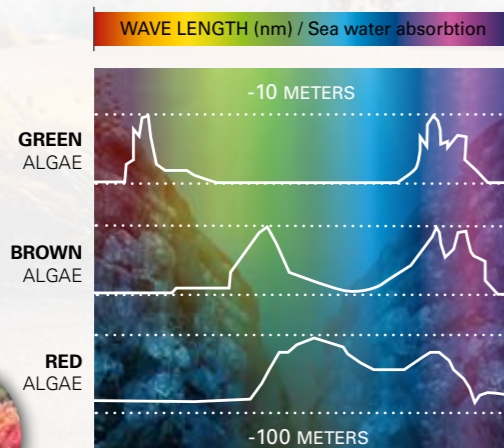 WAVE LENGTH (nm) / Sea water absorbtion
-10 METERS
GREEN
ALGAE
BROWN
ALGAE
RED
ALGAE
-100 METERS